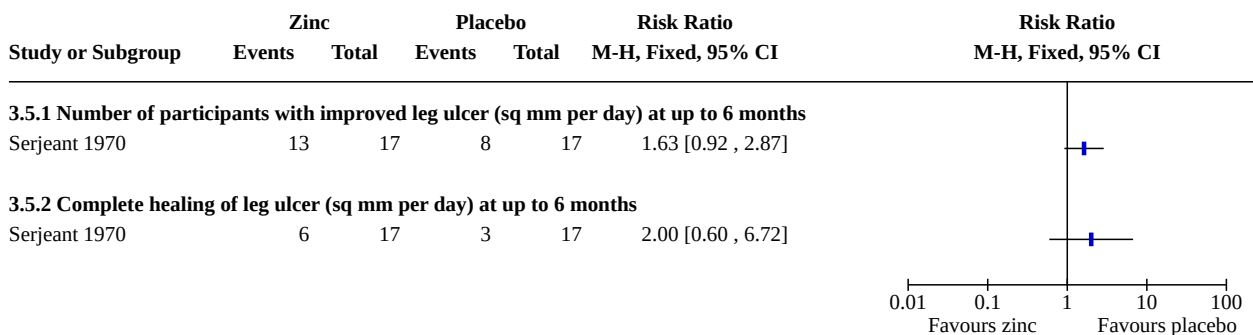 Zinc Placebo Risk Ratio Risk Ratio
Study or Subgroup Events Total Events Total M-H, Fixed, 95% CI M-H, Fixed, 95% CI
3.5.1 Number of participants with improved leg ulcer (sq mm per day) at up to 6 months
Serjeant 1970 13 17 8 17 1.63 [0.92 , 2.87]
3.5.2 Complete healing of leg ulcer (sq mm per day) at up to 6 months
Serjeant 1970 6 17 3 17 2.00 [0.60 , 6.72]
0.01 0.1 1 10 100
Favours zinc Favours placebo